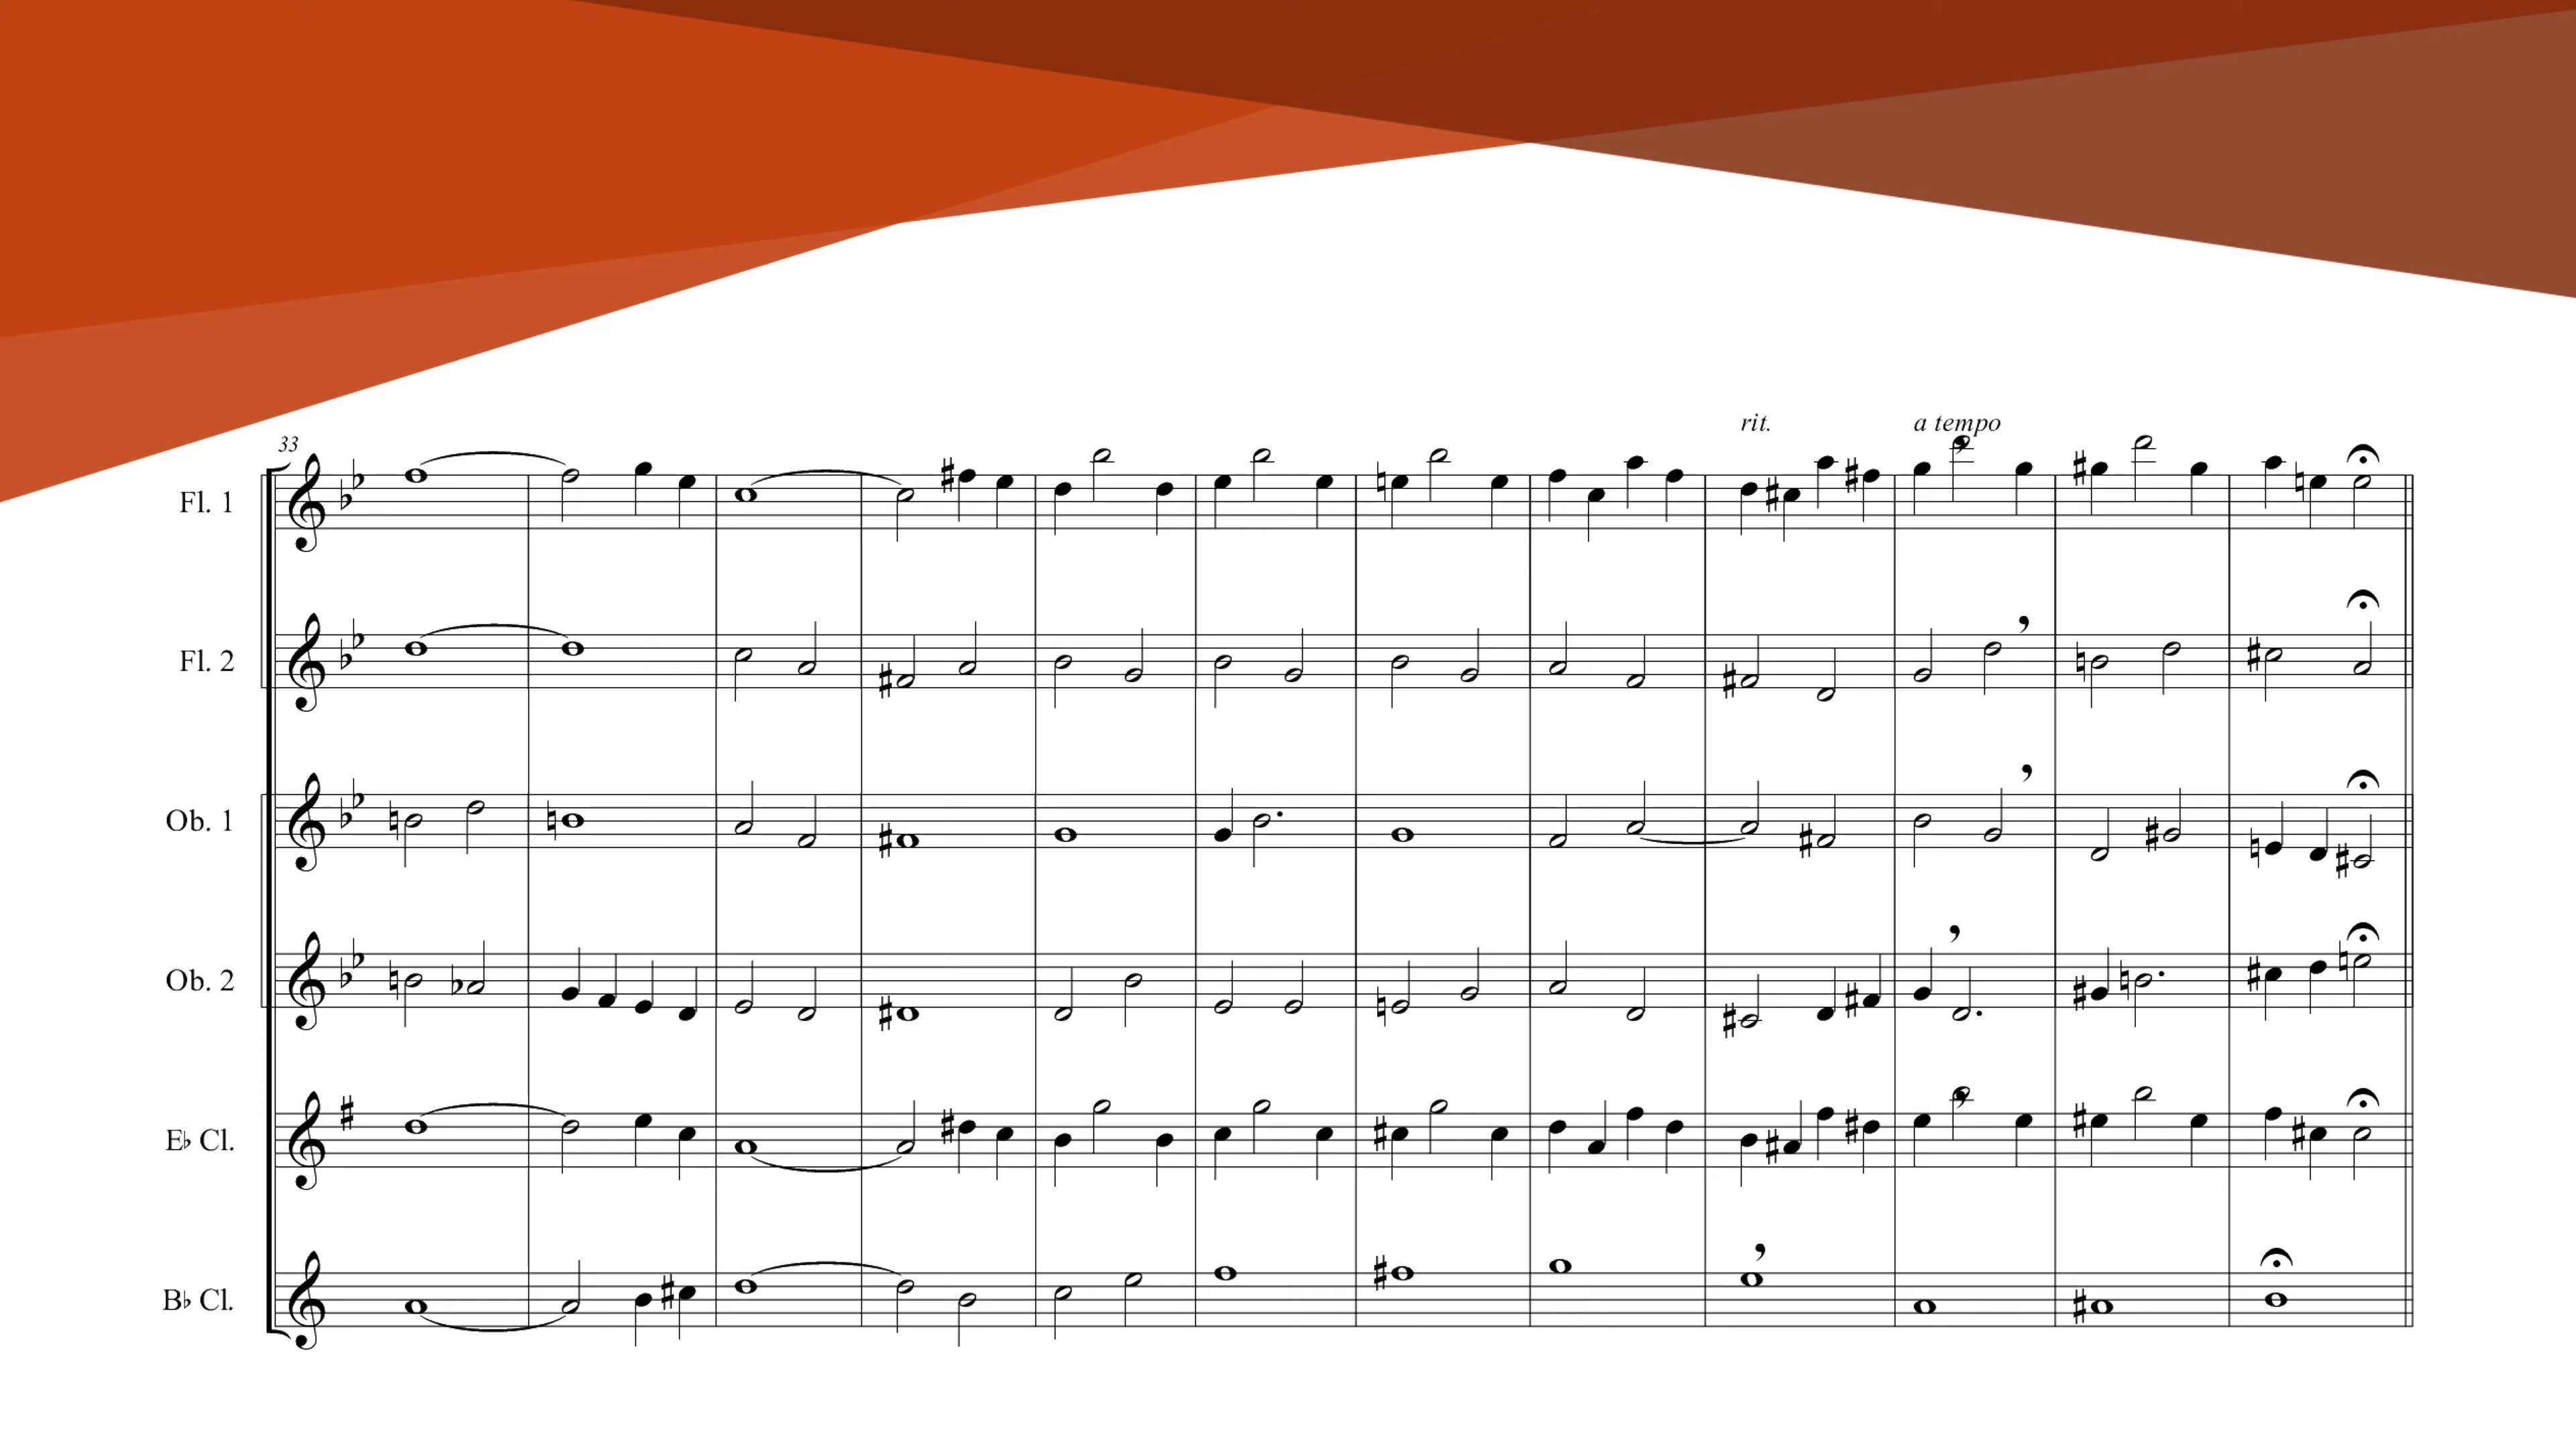 rit.
a tempo
33
Fl. 1
Fl. 2
Ob. 1
Ob. 2
E♭ Cl.
B♭ Cl.